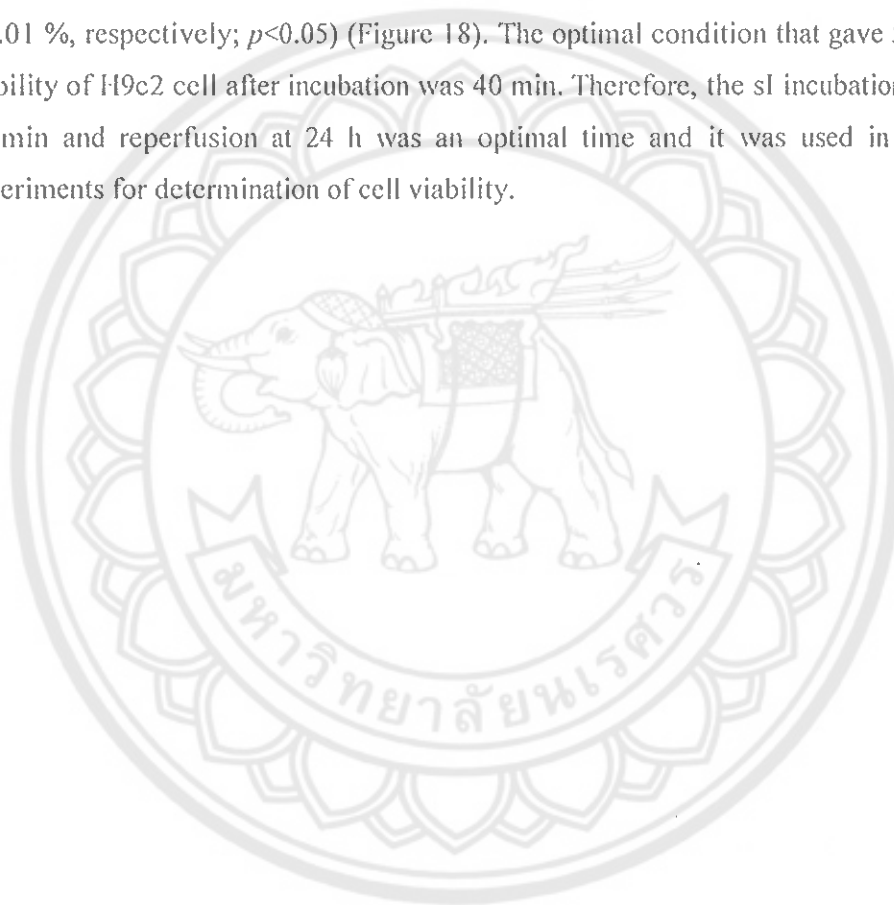 .01 %, respectively; p<0.05) (Figure 18). The optimal condition that gave
bility of H9c2 cell after incubation was 40 min. Therefore, the sI incubation
min and reperfusion at 24 h was an optimal time and it was used in
eriments for determination of cell viability.
มหาวิทยาลัยนเรศวร